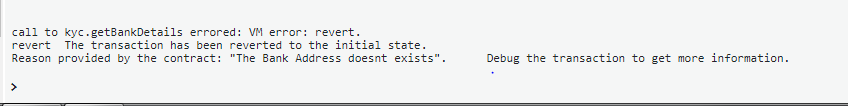 call to kyc.getBankDetails errored: VM error: revert.
revert  The transaction has been reverted to the initial state.
Reason provided by the contract: "The Bank Address doesnt exists".      Debug the transaction to get more information.
>